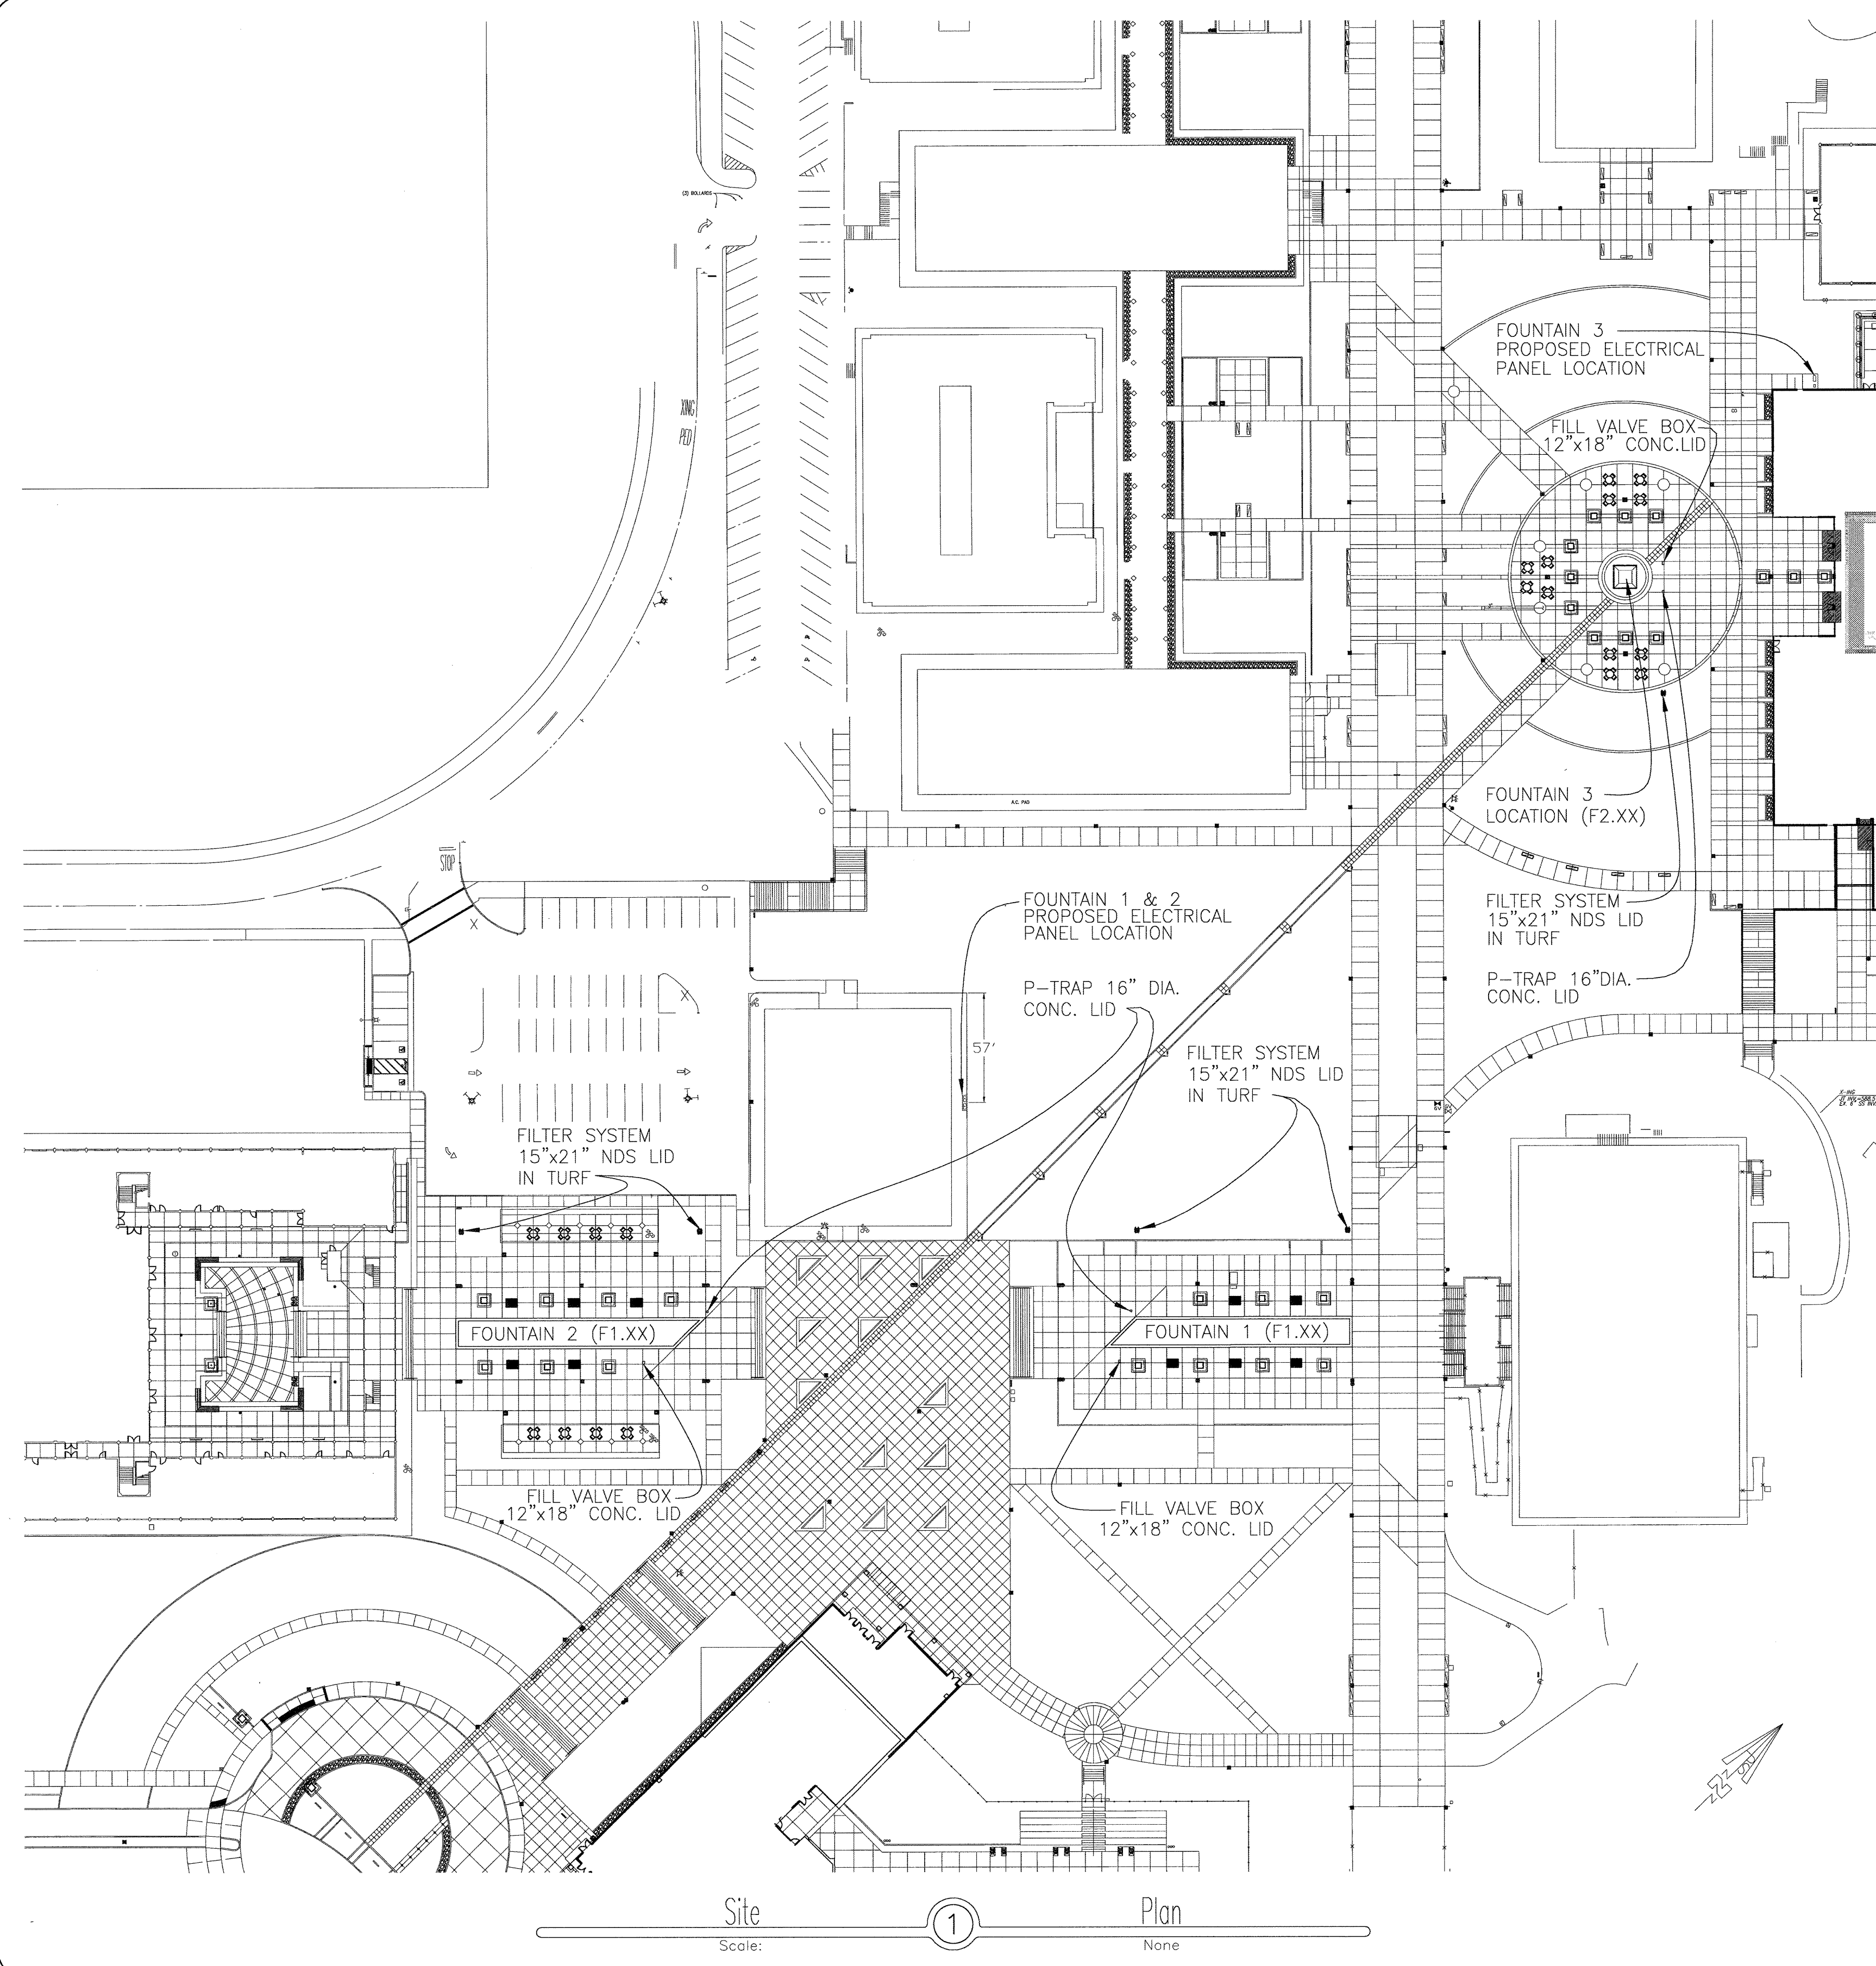 (3) BOLLARDS
XING
PED
FOUNTAIN 3
PROPOSED ELECTRICAL
PANEL LOCATION
FILL VALVE BOX
12"x18" CONC.LID
A.C. PAD
FOUNTAIN 3
LOCATION (F2.XX)
STOP
FOUNTAIN 1 & 2
PROPOSED ELECTRICAL
PANEL LOCATION
FILTER SYSTEM
15"x21" NDS LID
IN TURF
P-TRAP 16"DIA.
CONC. LID
P-TRAP 16" DIA.
CONC. LID
57'
FILTER SYSTEM
15"x21" NDS LID
IN TURF
X-ING
FILTER SYSTEM
15"x21" NDS LID
IN TURF
FOUNTAIN 2 (F1.XX)
FOUNTAIN 1 (F1.XX)
FILL VALVE BOX
12"x18" CONC. LID
FILL VALVE BOX
12"x18" CONC. LID
Site 1 Plan
Scale: None